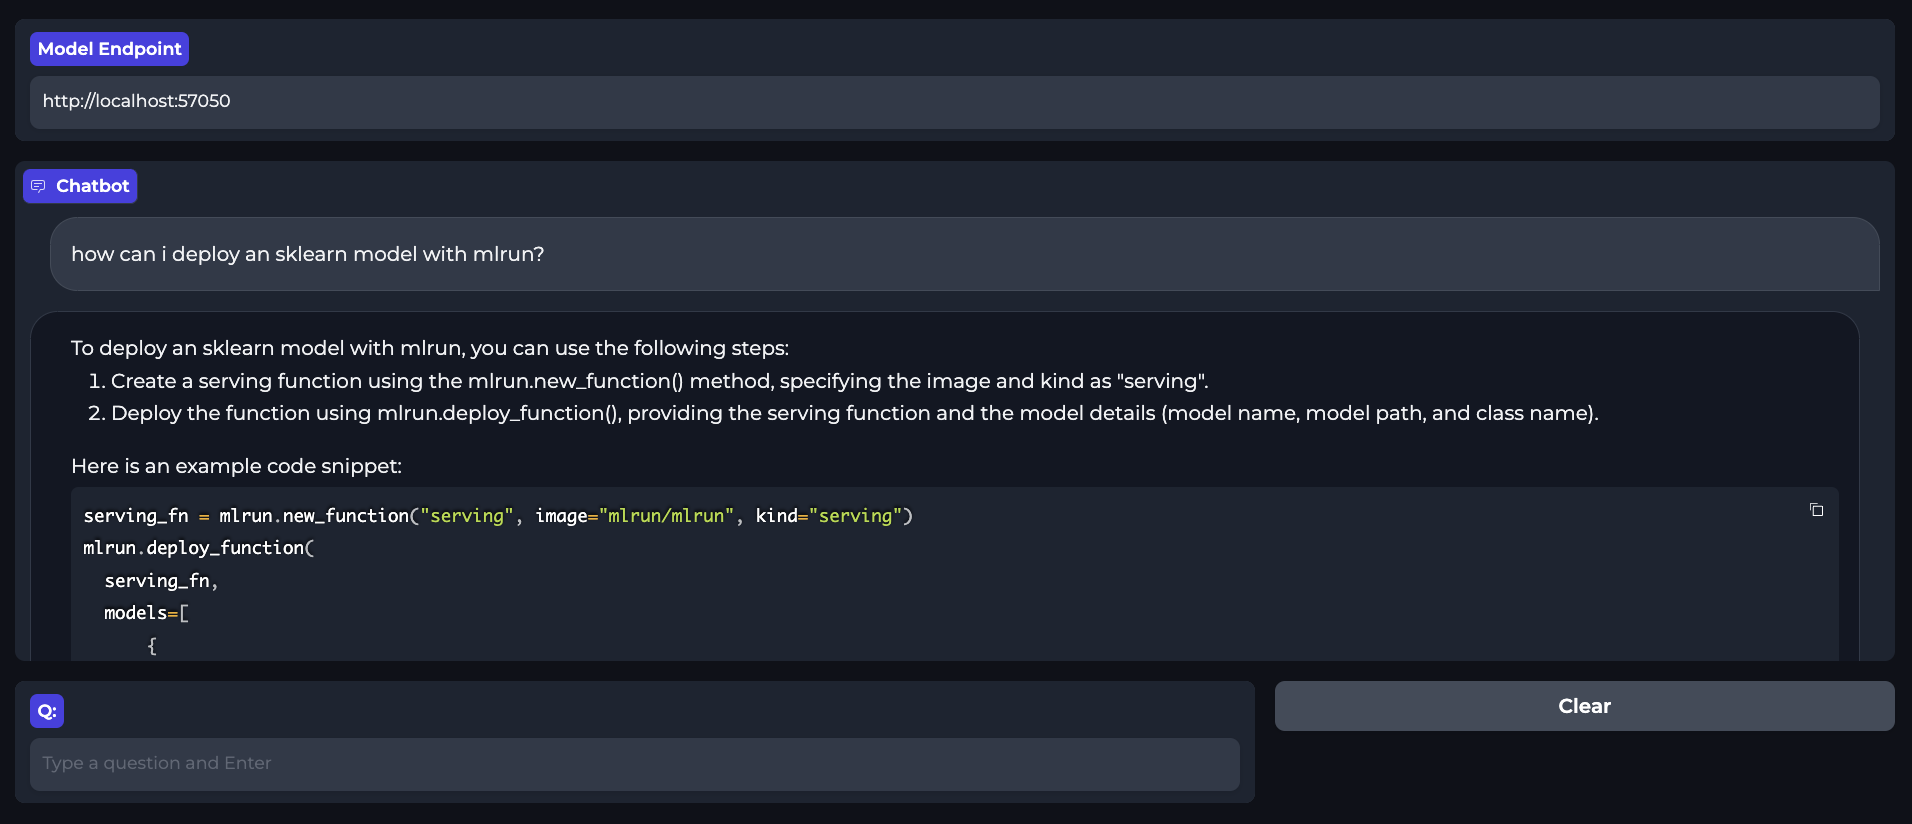 Model Endpoint
http://localhost:57050
Chatbot
how can i deploy an sklearn model with mlrun?
To deploy an sklearn model with mlrun, you can use the following steps:
1. Create a serving function using the mlrun.new_function() method, specifying the image and kind as "serving".
2. Deploy the function using mlrun.deploy_function(), providing the serving function and the model details (model name, model path, and class name).
Here is an example code snippet:
serving_fn = mlrun.new_function("serving", image="mlrun/mlrun", kind="serving")
mlrun.deploy_function(
  serving_fn,
  models=[
      {
Q:
Type a question and Enter
Clear